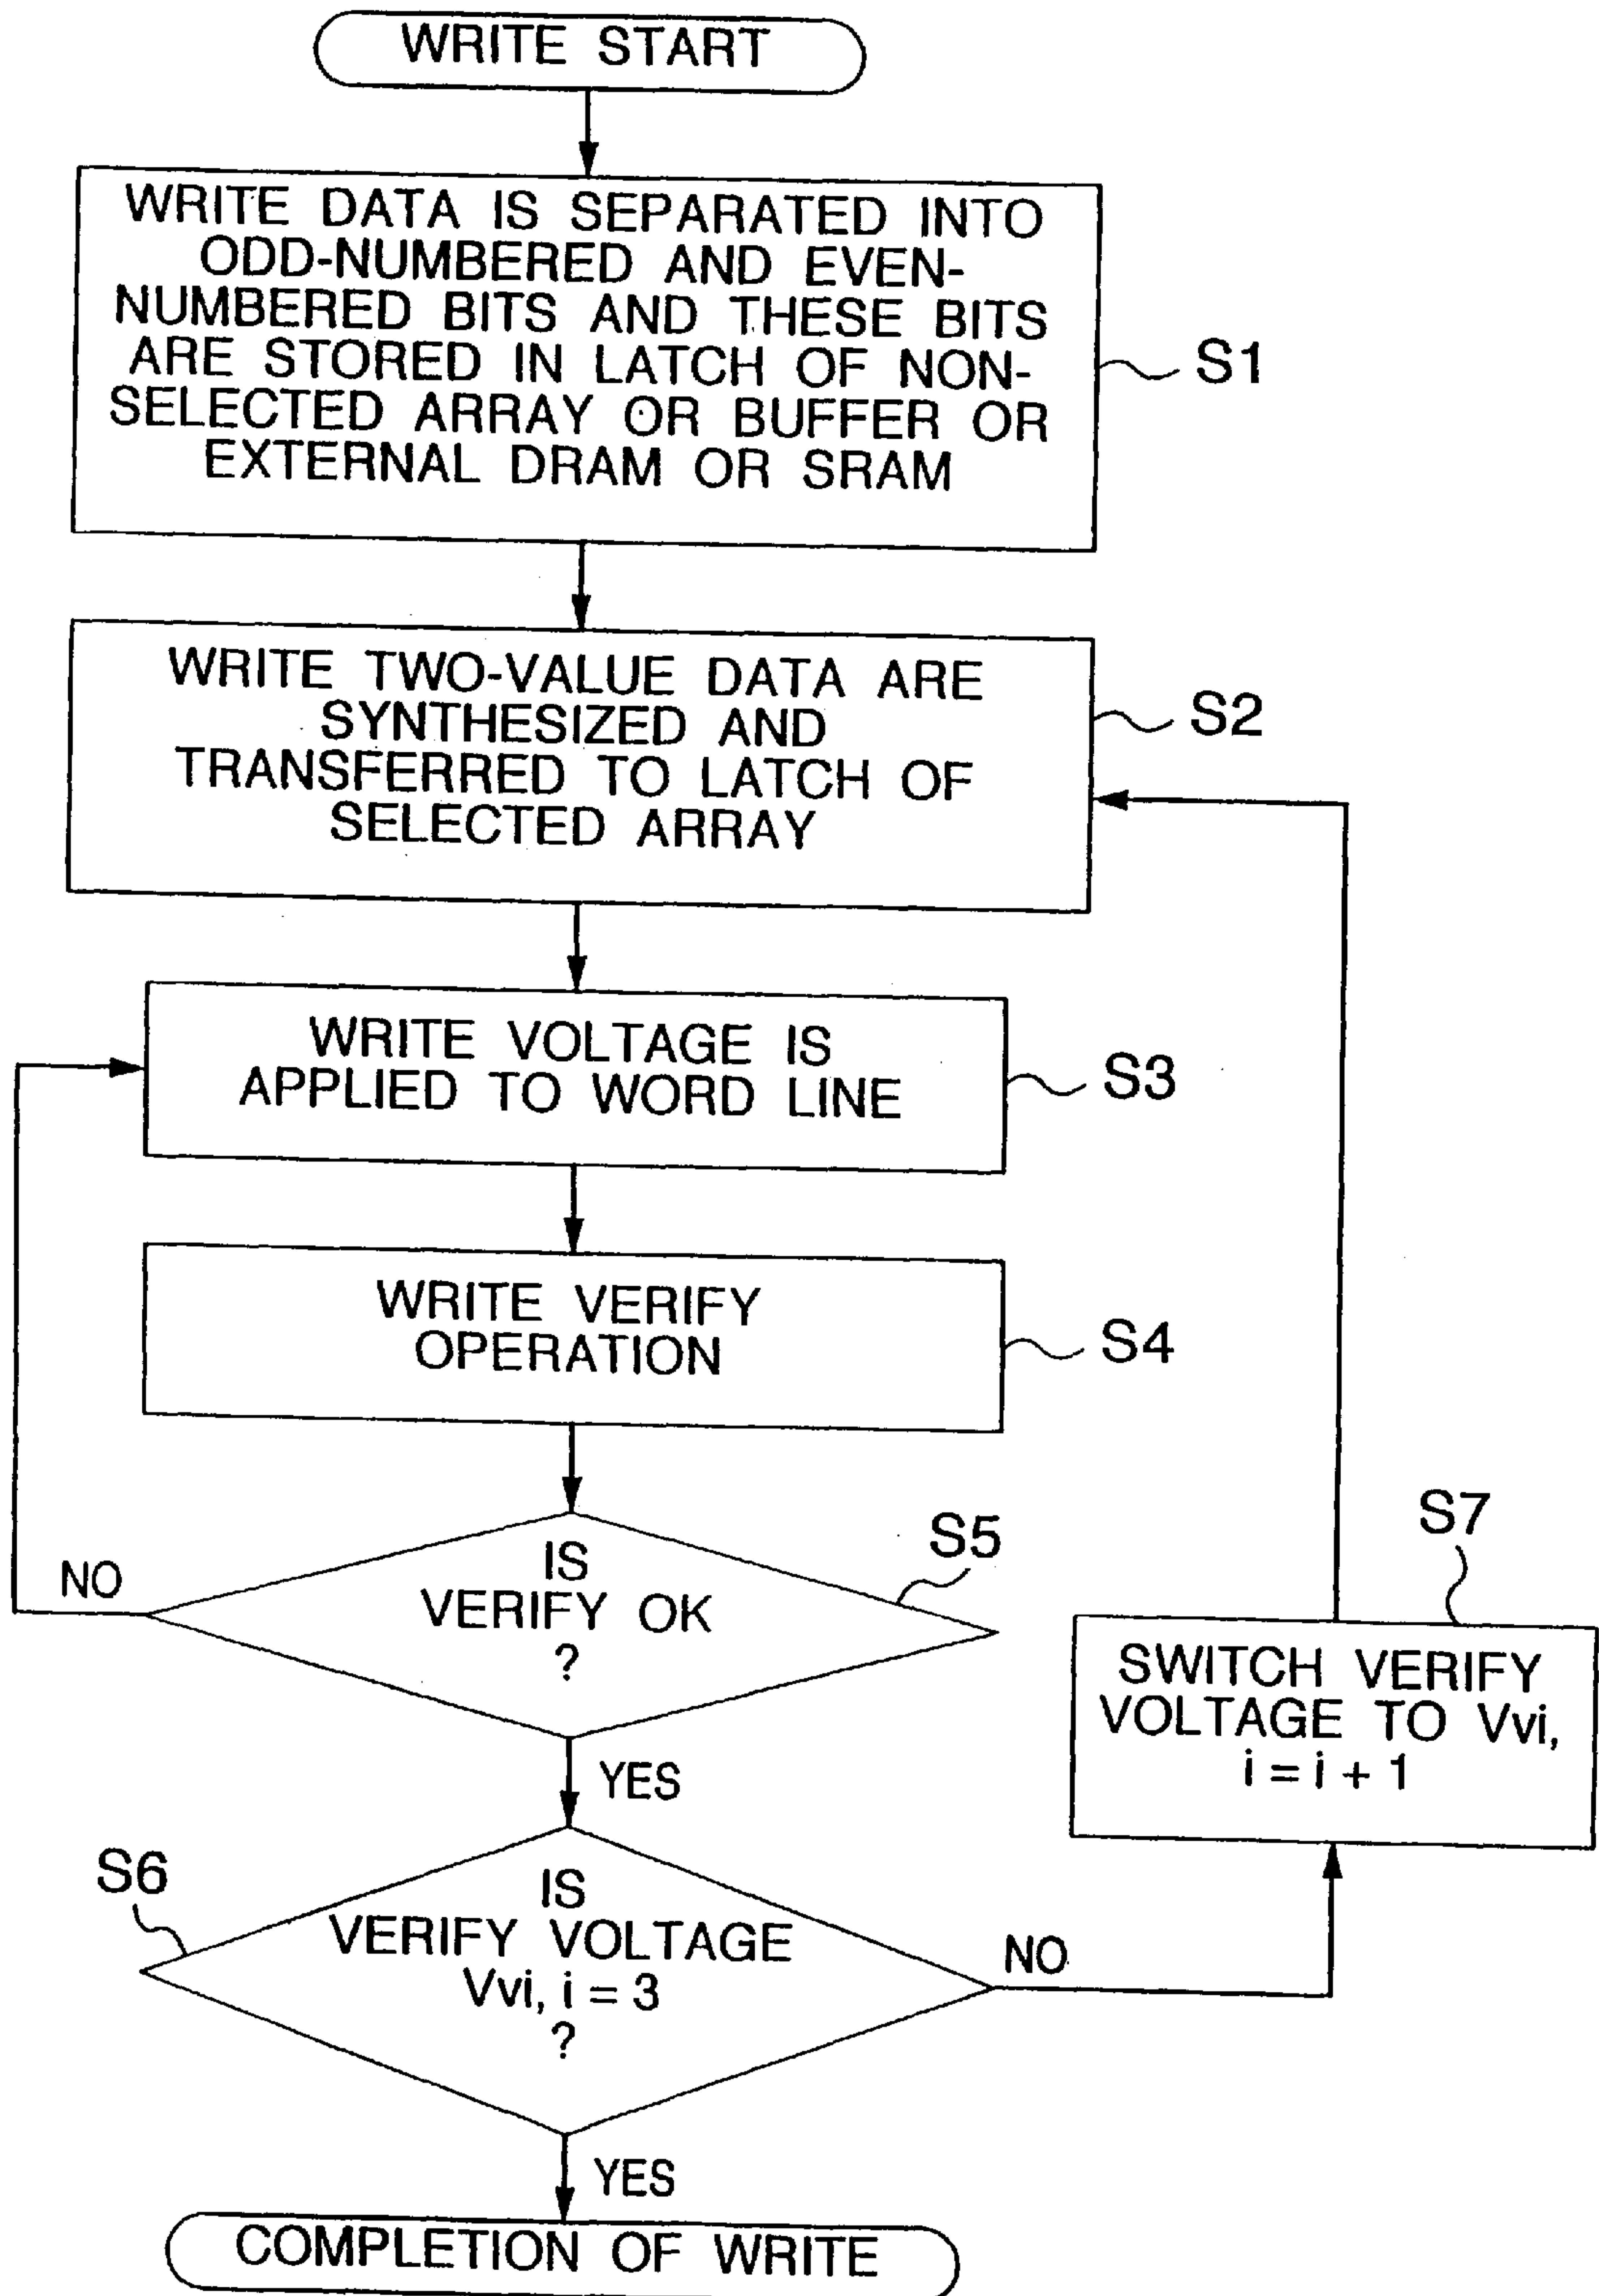 WRITE START
WRITE DATA IS SEPARATED INTO
ODD-NUMBERED AND EVEN-
NUMBERED BITS AND THESE BITS
ARE STORED IN LATCH OF NON-
SELECTED ARRAY OR BUFFER OR
EXTERNAL DRAM OR SRAM
S1
WRITE TWO-VALUE DATA ARE
SYNTHESIZED AND
TRANSFERRED TO LATCH OF
SELECTED ARRAY
S2
WRITE VOLTAGE IS
APPLIED TO WORD LINE
S3
WRITE VERIFY
OPERATION
S4
IS
VERIFY OK
?
S5
NO
YES
S7
SWITCH VERIFY
VOLTAGE TO Vvi,
i = i + 1
S6
IS
VERIFY VOLTAGE
Vvi, i = 3
?
NO
YES
COMPLETION OF WRITE